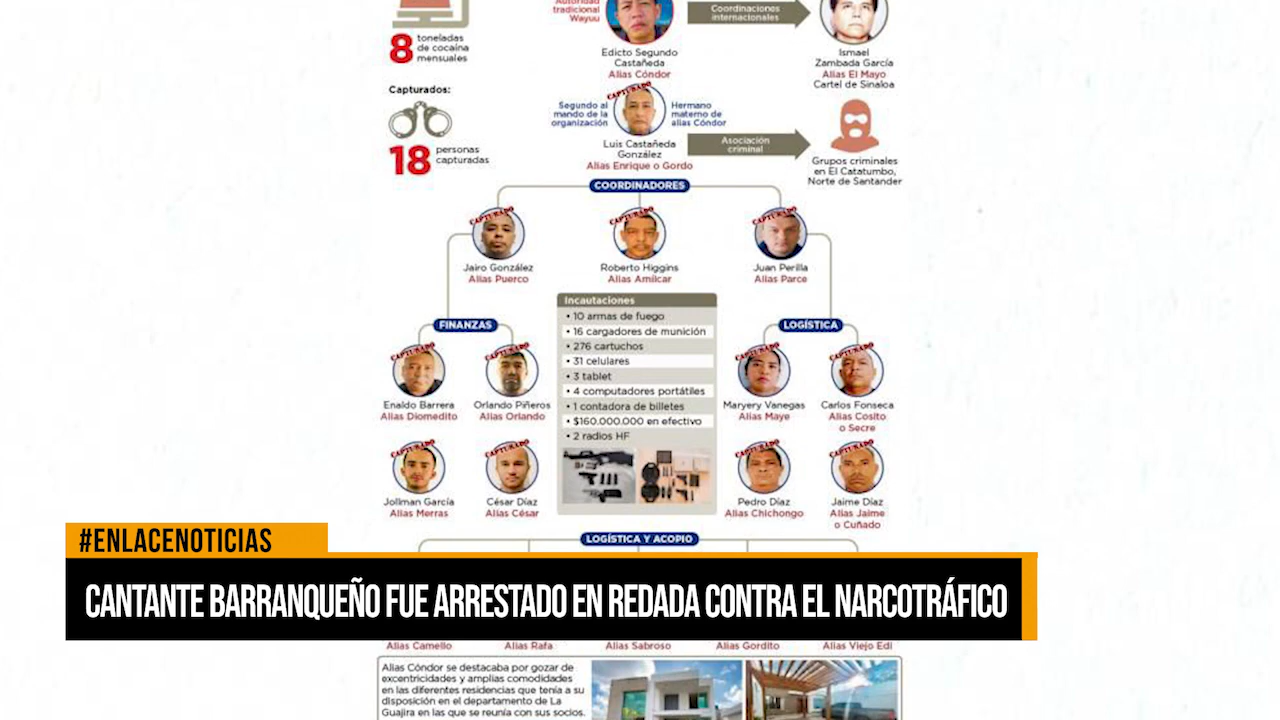 Autoridad
tradicional
Wayuu
Coordinaciones
internacionales
8 toneladas
de cocaína
mensuales
Edicto Segundo
Castañeda
Alias Cóndor
Ismael
Zambada García
Alias El Mayo
Cartel de Sinaloa
Capturados:
18 personas
capturadas
CAPTURADO
Segundo al
mando de la
organización
Hermano
materno de
alias Cóndor
Luis Castañeda
González
Alias Enrique o Gordo
Asociación
criminal
Grupos criminales
en El Catatumbo,
Norte de Santander
COORDINADORES
CAPTURADO
CAPTURADO
CAPTURADO
Jairo González
Alias Puerco
Roberto Higgins
Alias Amilcar
Juan Perilla
Alias Parce
FINANZAS
CAPTURADO
CAPTURADO
Enaldo Barrera
Alias Diomedito
Orlando Piñeros
Alias Orlando
CAPTURADO
CAPTURADO
Jollman García
Alias Merras
César Díaz
Alias César
Incautaciones
• 10 armas de fuego
• 16 cargadores de munición
• 276 cartuchos
• 31 celulares
• 3 tablet
• 4 computadores portátiles
• 1 contadora de billetes
• $160.000.000 en efectivo
• 2 radios HF
LOGÍSTICA
CAPTURADO
CAPTURADO
Maryery Vanegas
Alias Maye
Carlos Fonseca
Alias Cosito
o Secre
CAPTURADO
CAPTURADO
Pedro Díaz
Alias Chichongo
Jaime Díaz
Alias Jaime
o Cuñado
LOGÍSTICA Y ACOPIO
#ENLACENOTICIAS
CANTANTE BARRANQUEÑO FUE ARRESTADO EN REDADA CONTRA EL NARCOTRÁFICO
Alias Camello
Alias Rafa
Alias Sabroso
Alias Gordito
Alias Viejo Edi
Alias Cóndor se destacaba por gozar de
excentricidades y amplias comodidades
en las diferentes residencias que tenía a su
disposición en el departamento de La
Guajira en las que se reunía con sus socios.